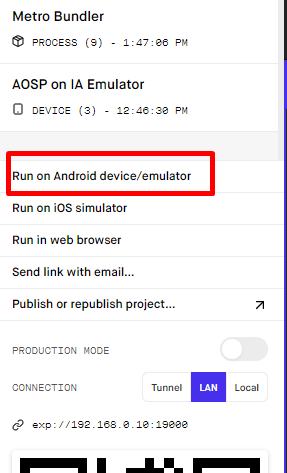 Metro Bundler
PROCESS (9) - 1:47:06 PM
AOSP on IA Emulator
DEVICE (3) - 12:46:30 PM
Run on Android device/emulator
Run on iOS simulator
Run in web browser
Send link with email...
Publish or republish project...
PRODUCTION MODE
CONNECTION Tunnel LAN Local
exp://192.168.0.10:19000